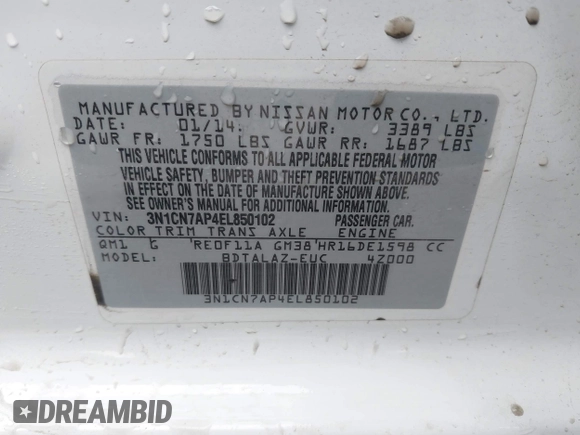 MANUFACTURED BY NISSAN MOTOR CO., LTD.
DATE: 01/14 GVWR: 3389 LBS
GAWR FR: 1750 LBS GAWR RR: 1687 LBS
THIS VEHICLE CONFORMS TO ALL APPLICABLE FEDERAL MOTOR
VEHICLE SAFETY, BUMPER AND THEFT PREVENTION STANDARDS
IN EFFECT ON THE DATE OF MANUFACTURE SHOWN ABOVE.
SEE OWNER'S MANUAL FOR ADDITIONAL INFORMATION.
VIN: 3N1CN7AP4EL850102 PASSENGER CAR.
COLOR TRIM TRANS AXLE ENGINE
QM1 G RE0F11A GM38 HR16DE1598 CC
MODEL: BDTALAZ-EUC 4Z000
3N1CN7AP4EL850102
DREAMBID